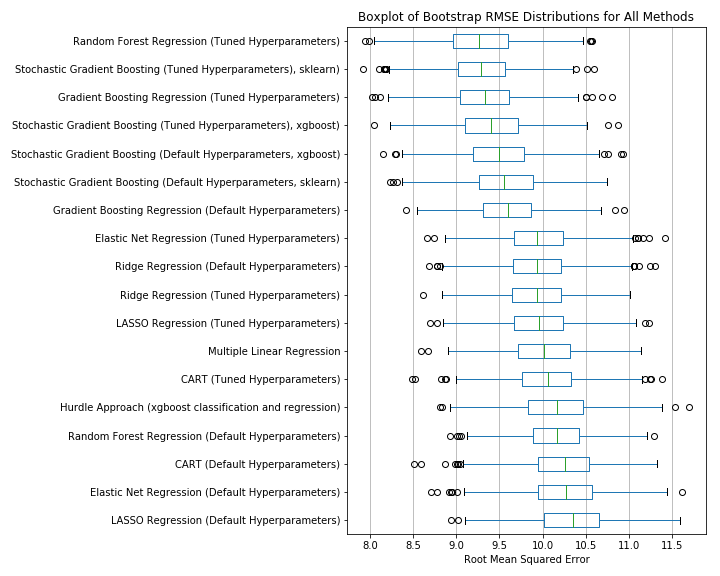 Boxplot of Bootstrap RMSE Distributions for All Methods
Random Forest Regression (Tuned Hyperparameters)
Stochastic Gradient Boosting (Tuned Hyperparameters), sklearn)
Gradient Boosting Regression (Tuned Hyperparameters)
Stochastic Gradient Boosting (Tuned Hyperparameters), xgboost)
Stochastic Gradient Boosting (Default Hyperparameters, xgboost)
Stochastic Gradient Boosting (Default Hyperparameters, sklearn)
Gradient Boosting Regression (Default Hyperparameters)
Elastic Net Regression (Tuned Hyperparameters)
Ridge Regression (Default Hyperparameters)
Ridge Regression (Tuned Hyperparameters)
LASSO Regression (Tuned Hyperparameters)
Multiple Linear Regression
CART (Tuned Hyperparameters)
Hurdle Approach (xgboost classification and regression)
Random Forest Regression (Default Hyperparameters)
CART (Default Hyperparameters)
Elastic Net Regression (Default Hyperparameters)
LASSO Regression (Default Hyperparameters)
8.0 8.5 9.0 9.5 10.0 10.5 11.0 11.5
Root Mean Squared Error